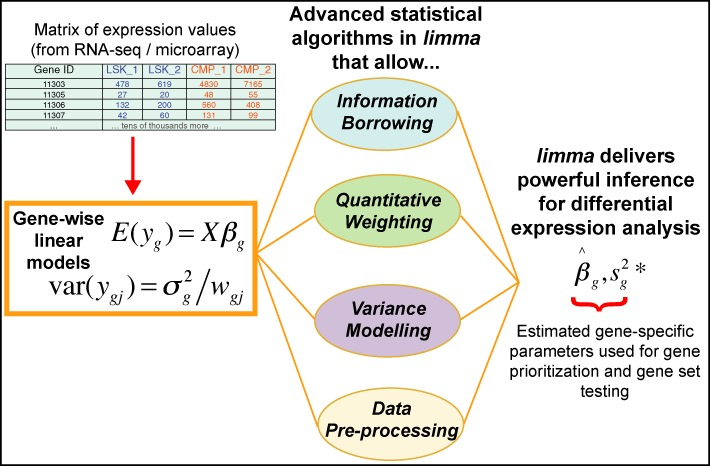 Matrix of expression values
(from RNA-seq / microarray)
Gene ID LSK_1 LSK_2 CMP_1 CMP_2
11303 478 619 4830 7165
11305 27 20 48 55
11306 132 200 560 408
11307 42 60 131 99
... ... tens of thousands more ...
Gene-wise
linear
models
E(y_g) = Xβ_g
var(y_gj) = σ_g^2/w_gj
Advanced statistical
algorithms in limma
that allow...
Information
Borrowing
Quantitative
Weighting
Variance
Modelling
Data
Pre-processing
limma delivers
powerful inference
for differential
expression analysis
β̂_g, s_g^2 *
Estimated gene-specific
parameters used for gene
prioritization and gene set
testing